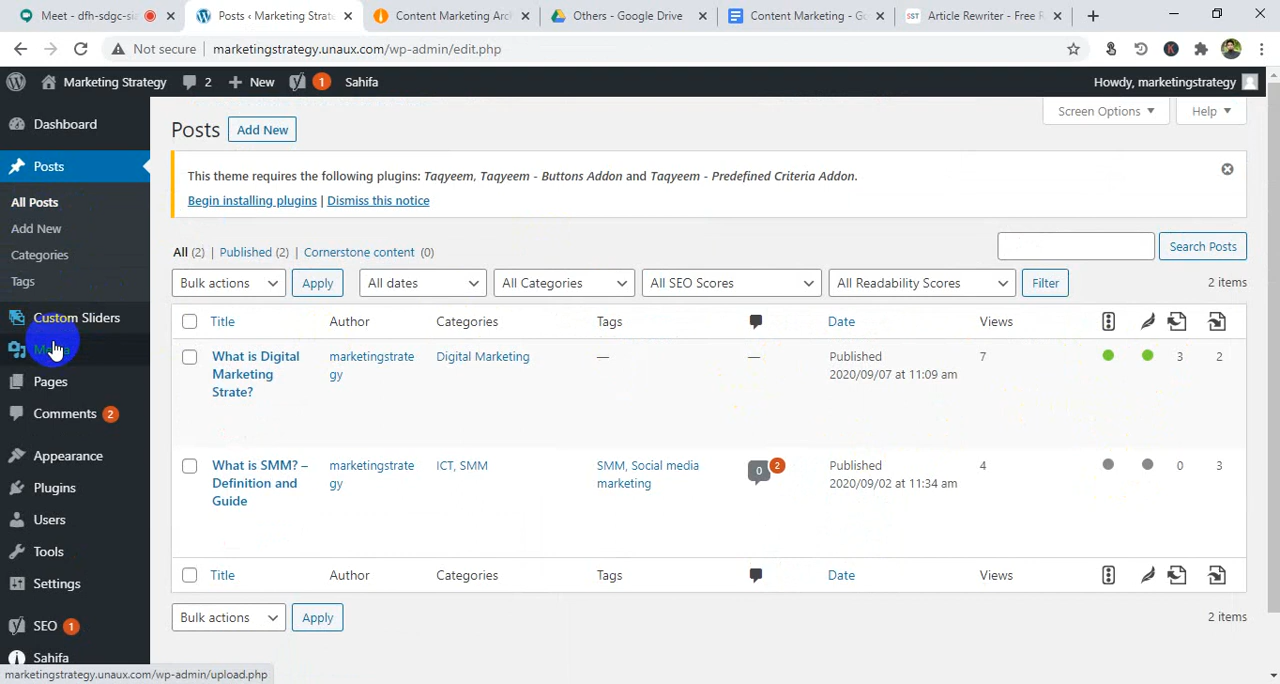 Meet - dfh-sdgc-su
Posts ‹ Marketing Strate
Content Marketing Arc
Others - Google Drive
Content Marketing - Go
SST
Article Rewriter - Free R
Not secure
marketingstrategy.unaux.com/wp-admin/edit.php
Marketing Strategy
2
New
1
Sahifa
Howdy, marketingstrategy
Dashboard
Posts
All Posts
Add New
Categories
Tags
Custom Sliders
Media
Pages
Comments 2
Appearance
Plugins
Users
Tools
Settings
SEO 1
Sahifa
Screen Options
Help
Posts
Add New
This theme requires the following plugins: Taqyeem, Taqyeem - Buttons Addon and Taqyeem - Predefined Criteria Addon.
Begin installing plugins | Dismiss this notice
All (2) | Published (2) | Cornerstone content (0)
Search Posts
Bulk actions
Apply
All dates
All Categories
All SEO Scores
All Readability Scores
Filter
2 items
Title
Author
Categories
Tags
Date
Views
What is Digital
Marketing
Strate?
marketingstrate
gy
Digital Marketing
—
—
Published
2020/09/07 at 11:09 am
7
3
2
What is SMM? –
Definition and
Guide
marketingstrate
gy
ICT, SMM
SMM, Social media
marketing
0
2
Published
2020/09/02 at 11:34 am
4
0
3
Title
Author
Categories
Tags
Date
Views
Bulk actions
Apply
2 items
marketingstrategy.unaux.com/wp-admin/upload.php